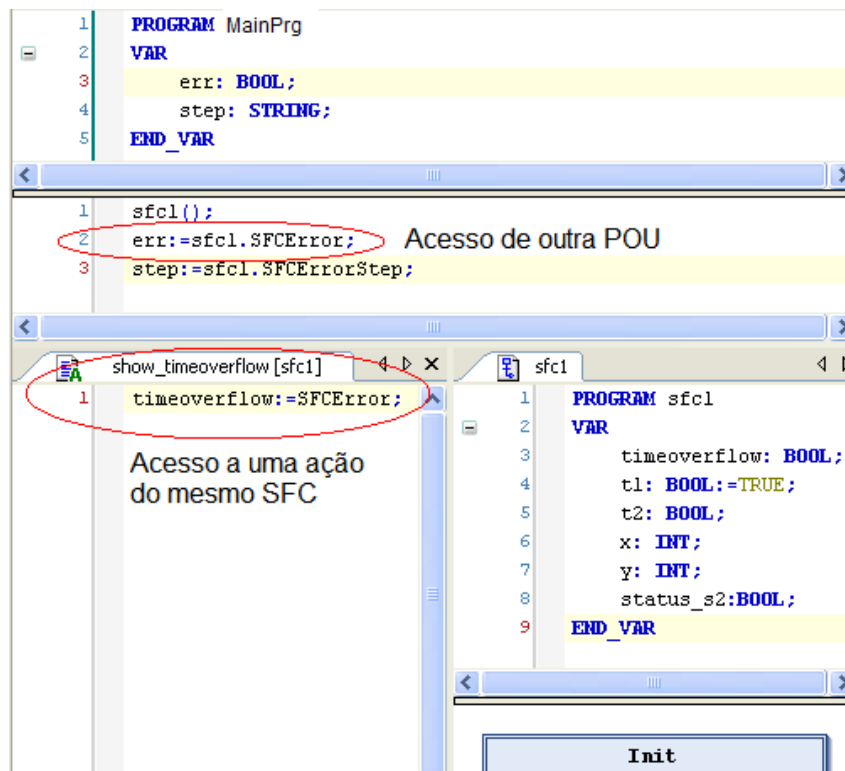 1 PROGRAM MainPrg
2 VAR
3 err: BOOL;
4 step: STRING;
5 END_VAR
1 sfc1();
2 err:=sfc1.SFCError; Acesso de outra POU
3 step:=sfc1.SFCErrorStep;
show_timeoverflow [sfc1]
1 timeoverflow:=SFCError;
Acesso a uma ação
do mesmo SFC
sfc1
1 PROGRAM sfc1
2 VAR
3 timeoverflow: BOOL;
4 t1: BOOL:=TRUE;
5 t2: BOOL;
6 x: INT;
7 y: INT;
8 status_s2:BOOL;
9 END_VAR
Init